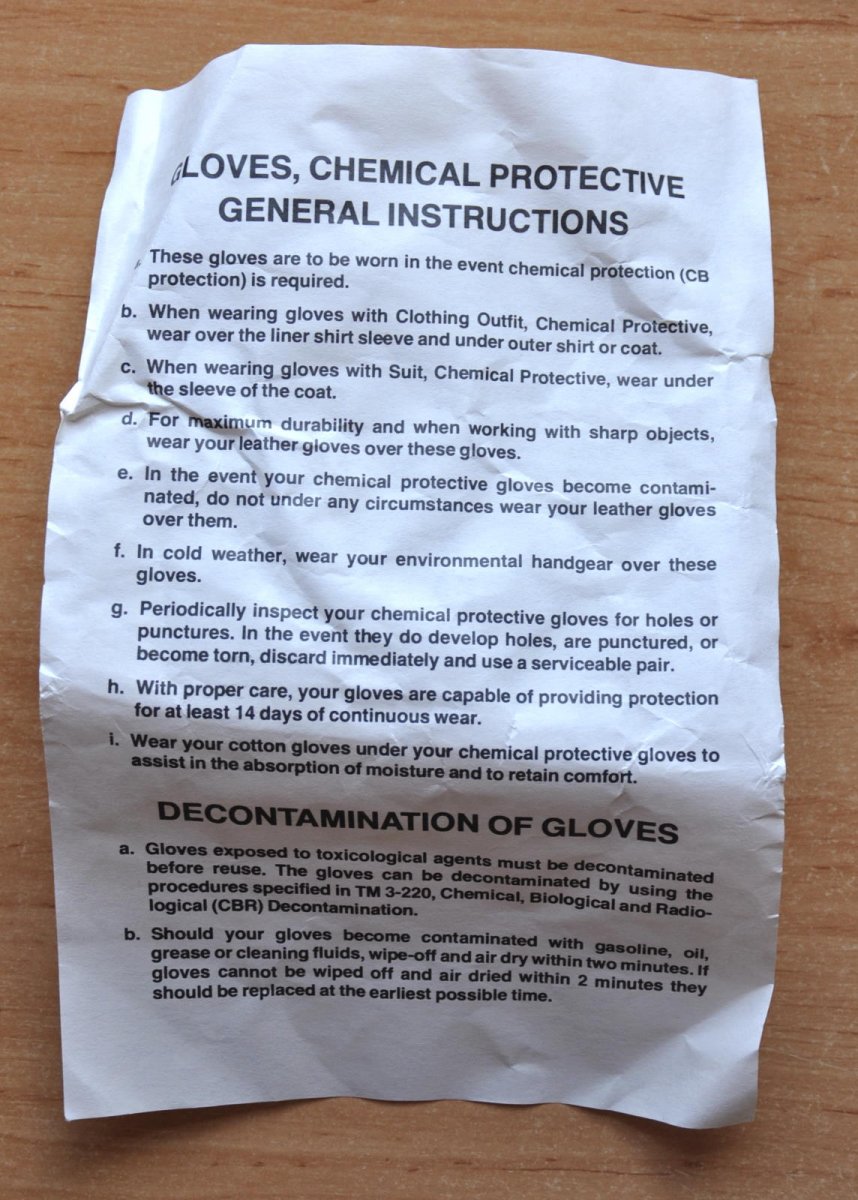 GLOVES, CHEMICAL PROTECTIVE
GENERAL INSTRUCTIONS
These gloves are to be worn in the event chemical protection (CB
protection) is required.
b. When wearing gloves with Clothing Outfit, Chemical Protective,
wear over the liner shirt sleeve and under outer shirt or coat.
c. When wearing gloves with Suit, Chemical Protective, wear under
the sleeve of the coat.
d. For maximum durability and when working with sharp objects,
wear your leather gloves over these gloves.
e. In the event your chemical protective gloves become contami-
nated, do not under any circumstances wear your leather gloves
over them.
f. In cold weather, wear your environmental handgear over these
gloves.
g. Periodically inspect your chemical protective gloves for holes or
punctures. In the event they do develop holes, are punctured, or
become torn, discard immediately and use a serviceable pair.
h. With proper care, your gloves are capable of providing protection
for at least 14 days of continuous wear.
i. Wear your cotton gloves under your chemical protective gloves to
assist in the absorption of moisture and to retain comfort.
DECONTAMINATION OF GLOVES
a. Gloves exposed to toxicological agents must be decontaminated
before reuse. The gloves can be decontaminated by using the
procedures specified in TM 3-220, Chemical, Biological and Radio-
logical (CBR) Decontamination.
b. Should your gloves become contaminated with gasoline, oil,
grease or cleaning fluids, wipe-off and air dry within two minutes. If
gloves cannot be wiped off and air dried within 2 minutes they
should be replaced at the earliest possible time.